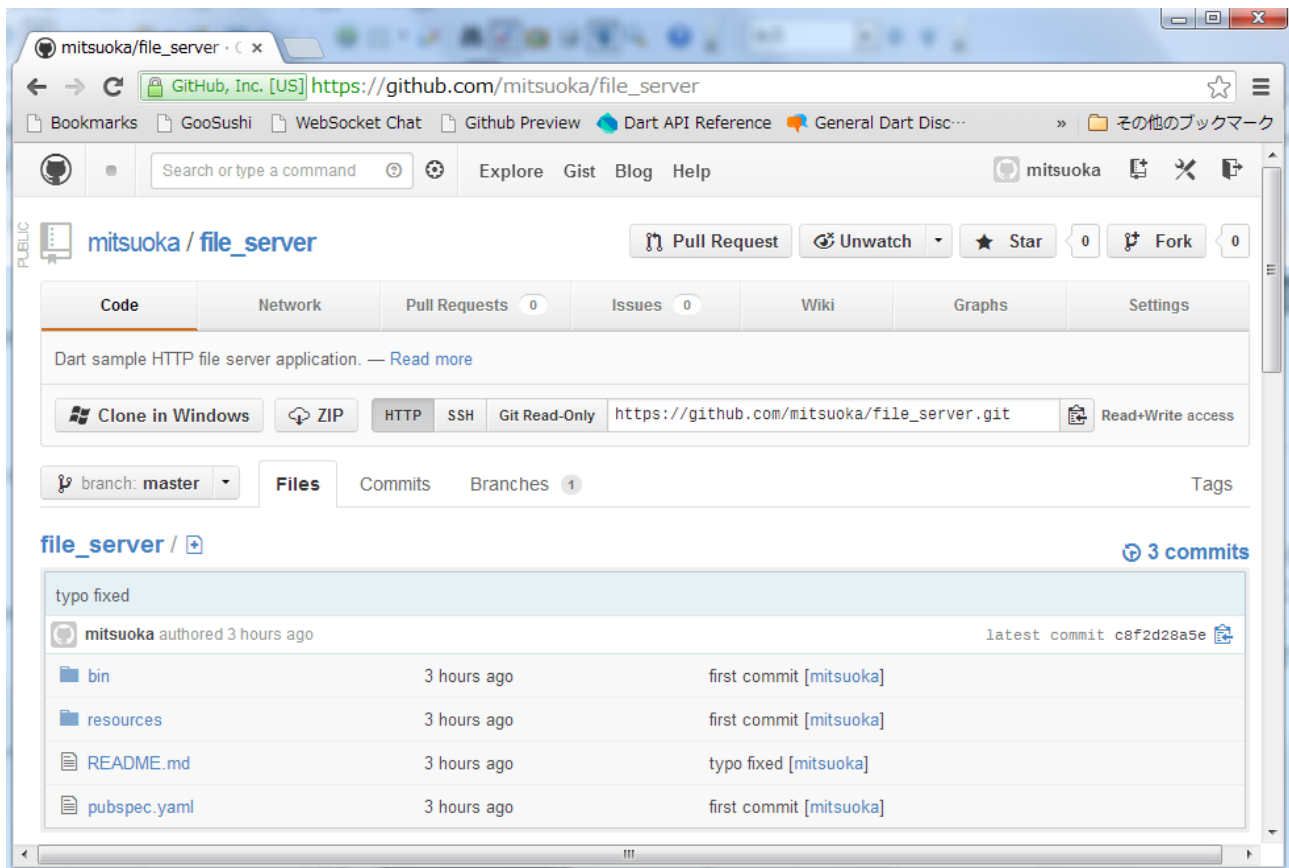 mitsuoka/file_server · G
GitHub, Inc. [US] https://github.com/mitsuoka/file_server
Bookmarks GooSushi WebSocket Chat Github Preview Dart API Reference General Dart Disc… » その他のブックマーク
Search or type a command Explore Gist Blog Help mitsuoka
PUBLIC
mitsuoka / file_server Pull Request Unwatch Star 0 Fork 0
Code Network Pull Requests 0 Issues 0 Wiki Graphs Settings
Dart sample HTTP file server application. — Read more
Clone in Windows ZIP HTTP SSH Git Read-Only https://github.com/mitsuoka/file_server.git Read+Write access
branch: master Files Commits Branches 1 Tags
file_server / 3 commits
typo fixed
mitsuoka authored 3 hours ago latest commit c8f2d28a5e
bin 3 hours ago first commit [mitsuoka]
resources 3 hours ago first commit [mitsuoka]
README.md 3 hours ago typo fixed [mitsuoka]
pubspec.yaml 3 hours ago first commit [mitsuoka]